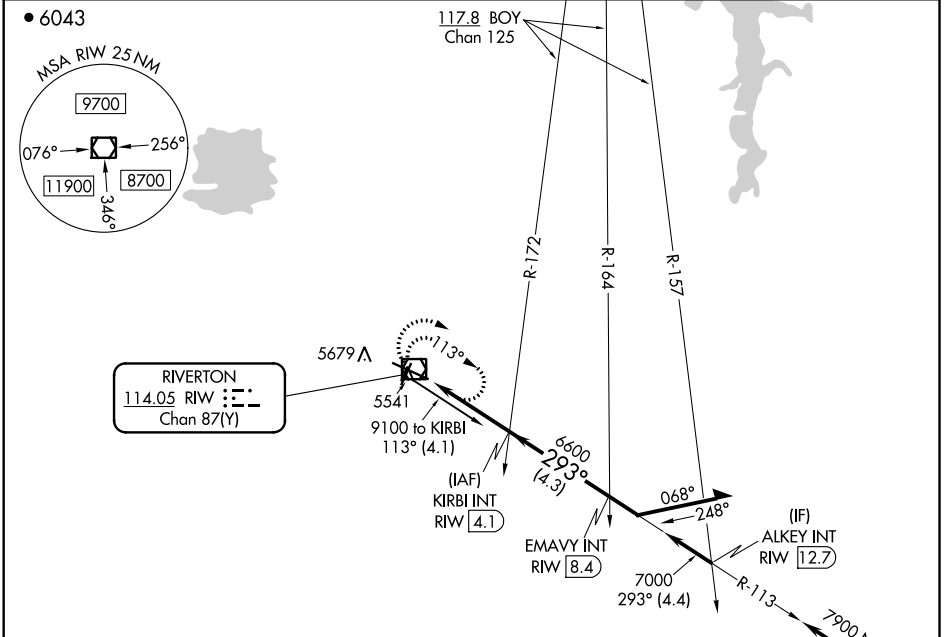 6043
117.8 BOY
Chan 125
MSA RIW 25 NM
9700
076°
256°
11900
8700
346°
R-172
R-164
R-157
5679
113°
RIVERTON
114.05 RIW
Chan 87(Y)
5541
9100 to KIRBI
113° (4.1)
6600
293°
(4.3)
(IAF)
KIRBI INT
RIW 4.1
068°
248°
(IF)
ALKEY INT
RIW 12.7
EMAVY INT
RIW 8.4
7000
293° (4.4)
R-113
7900